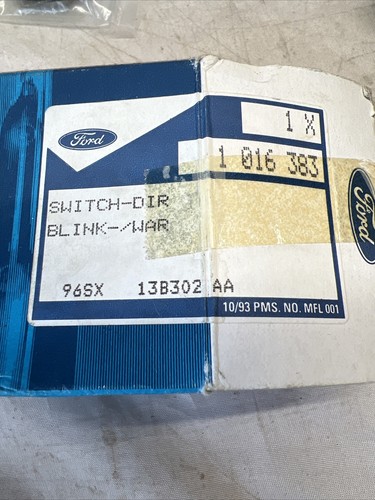 Ford
1 X
1 016 383
SWITCH-DIR
BLINK-/WAR
96SX 13B302 AA
10/93 PMS. NO. MFL 001
Ford